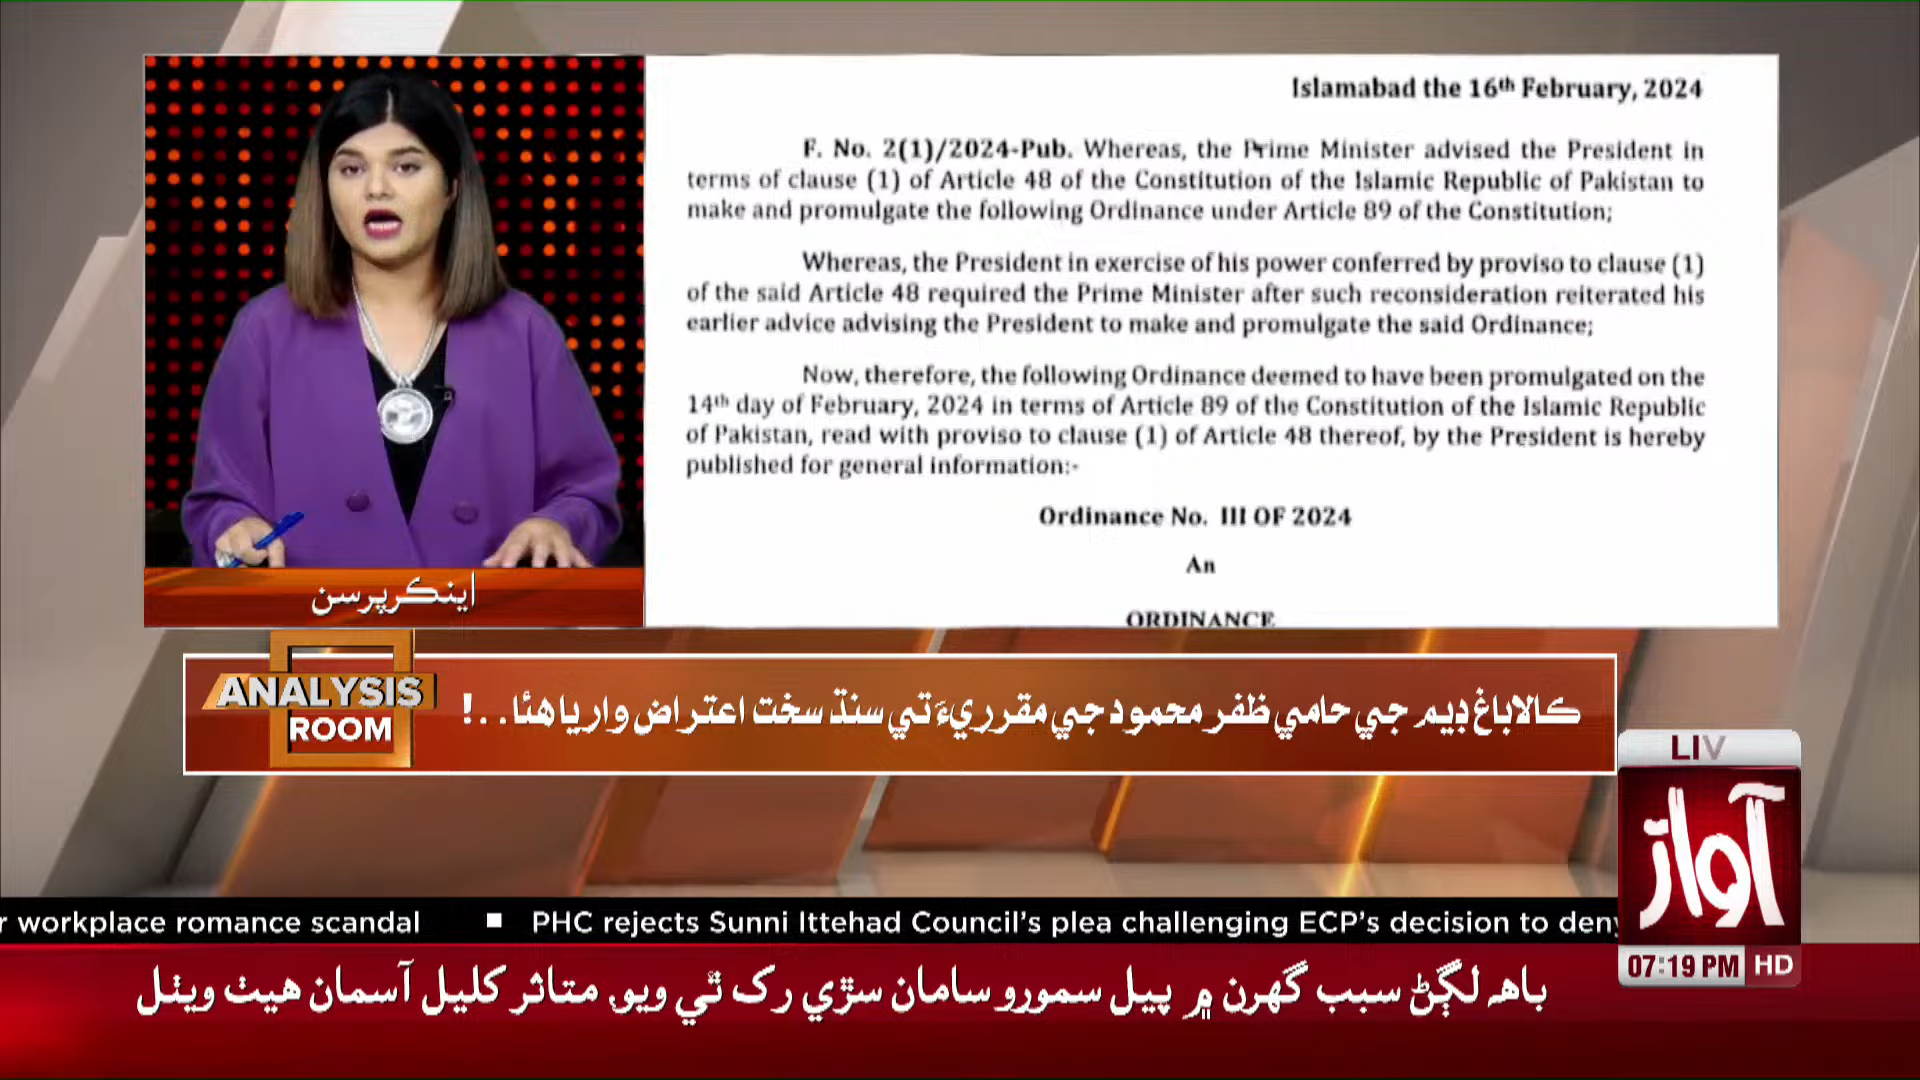 Islamabad the 16th February, 2024
F. No. 2(1)/2024-Pub. Whereas, the Prime Minister advised the President in
terms of clause (1) of Article 48 of the Constitution of the Islamic Republic of Pakistan to
make and promulgate the following Ordinance under Article 89 of the Constitution;
Whereas, the President in exercise of his power conferred by proviso to clause (1)
of the said Article 48 required the Prime Minister after such reconsideration reiterated his
earlier advice advising the President to make and promulgate the said Ordinance;
Now, therefore, the following Ordinance deemed to have been promulgated on the
14th day of February, 2024 in terms of Article 89 of the Constitution of the Islamic Republic
of Pakistan, read with proviso to clause (1) of Article 48 thereof, by the President is hereby
published for general information:-
Ordinance No. III OF 2024
An
ORDINANCE
اينڪرپرسن
ANALYSIS
ROOM
ڪالاباغ ڊيم جي حامي ظفر محمود جي مقرريءَ تي سنڌ سخت اعتراض واريا هئا..!
LIV
آواز
07:19 PM HD
r workplace romance scandal ■ PHC rejects Sunni Ittehad Council's plea challenging ECP's decision to deny
باهه لڳڻ سبب گهرن ۾ پيل سمورو سامان سڙي رک ٿي ويو، متاثر کليل آسمان هيٺ ويٺل